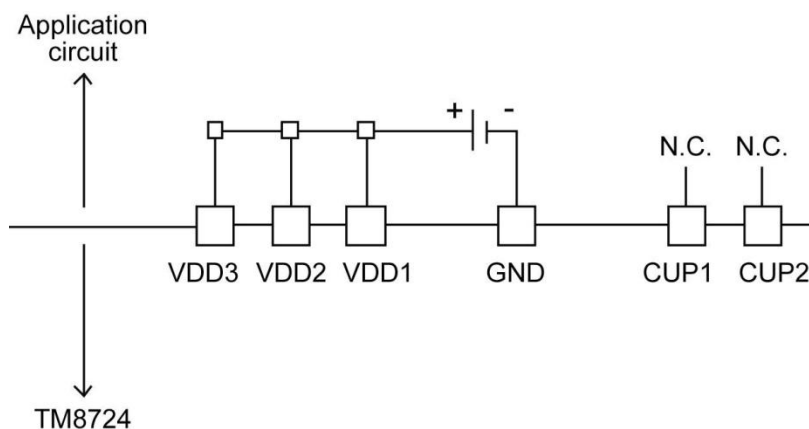 Application
circuit
+ -
N.C. N.C.
VDD3 VDD2 VDD1 GND CUP1 CUP2
TM8724